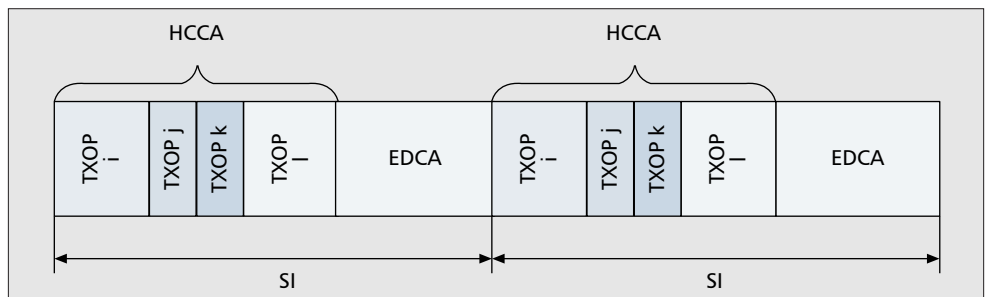 HCCA
HCCA
TXOP
i
TXOP j
TXOP k
TXOP
l
EDCA
TXOP
i
TXOP j
TXOP k
TXOP
l
EDCA
SI
SI